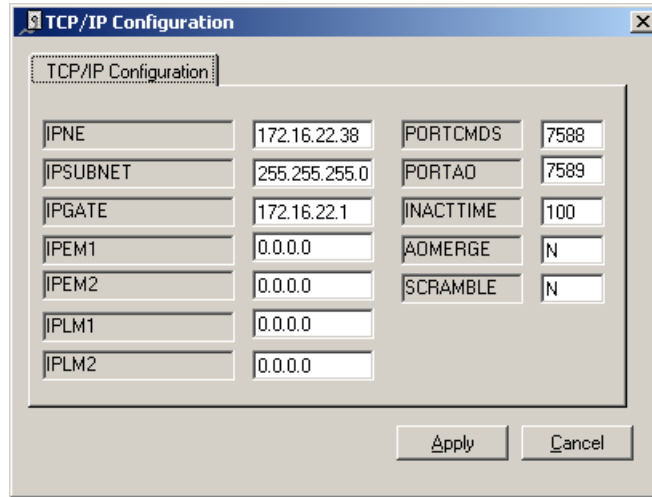 TCP/IP Configuration
TCP/IP Configuration
IPNE 172.16.22.38 PORTCMDS 7588
IPSUBNET 255.255.255.0 PORTAO 7589
IPGATE 172.16.22.1 INACTTIME 100
IPEM1 0.0.0.0 AOMERGE N
IPEM2 0.0.0.0 SCRAMBLE N
IPLM1 0.0.0.0
IPLM2 0.0.0.0
Apply Cancel